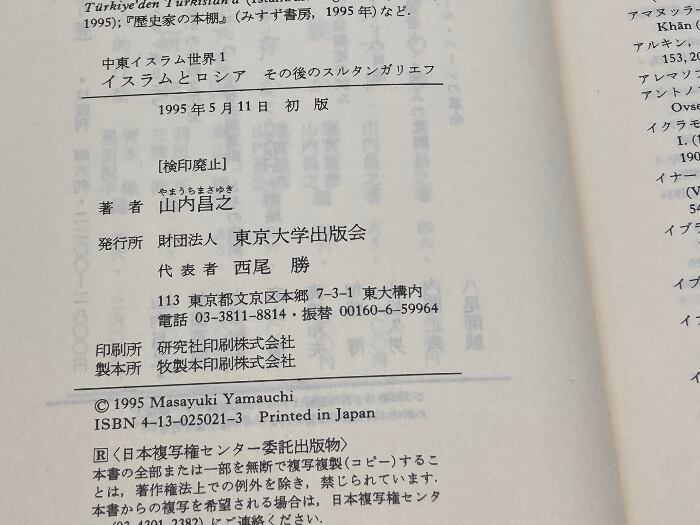 Türkiye'den Türkistan'a
1995);『歴史家の本棚』(みすず書房, 1995年)など.
中東イスラム世界 1
イスラムとロシア その後のスルタンガリエフ
1995年5月11日 初版
[検印廃止]
やまうちまさゆき
著者 山内昌之
発行所 財団法人 東京大学出版会
代表者 西尾 勝
113 東京都文京区本郷 7-3-1 東大構内
電話 03-3811-8814・振替 00160-6-59964
印刷所 研究社印刷株式会社
製本所 牧製本印刷株式会社
© 1995 Masayuki Yamauchi
ISBN 4-13-025021-3 Printed in Japan
R〈日本複写権センター委託出版物〉
本書の全部または一部を無断で複写複製(コピー)するこ
とは, 著作権法上での例外を除き, 禁じられています.
本書からの複写を希望される場合は, 日本複写権センタ
(03-4301-2382)にご連絡ください.
アマヌッラー
Khān (
アルキン,
153, 20
アレマソフ
アントノ
Ovse
イクラモ
I. (
190
イナー
(V
54
イブラ
イブ
イフ
イ